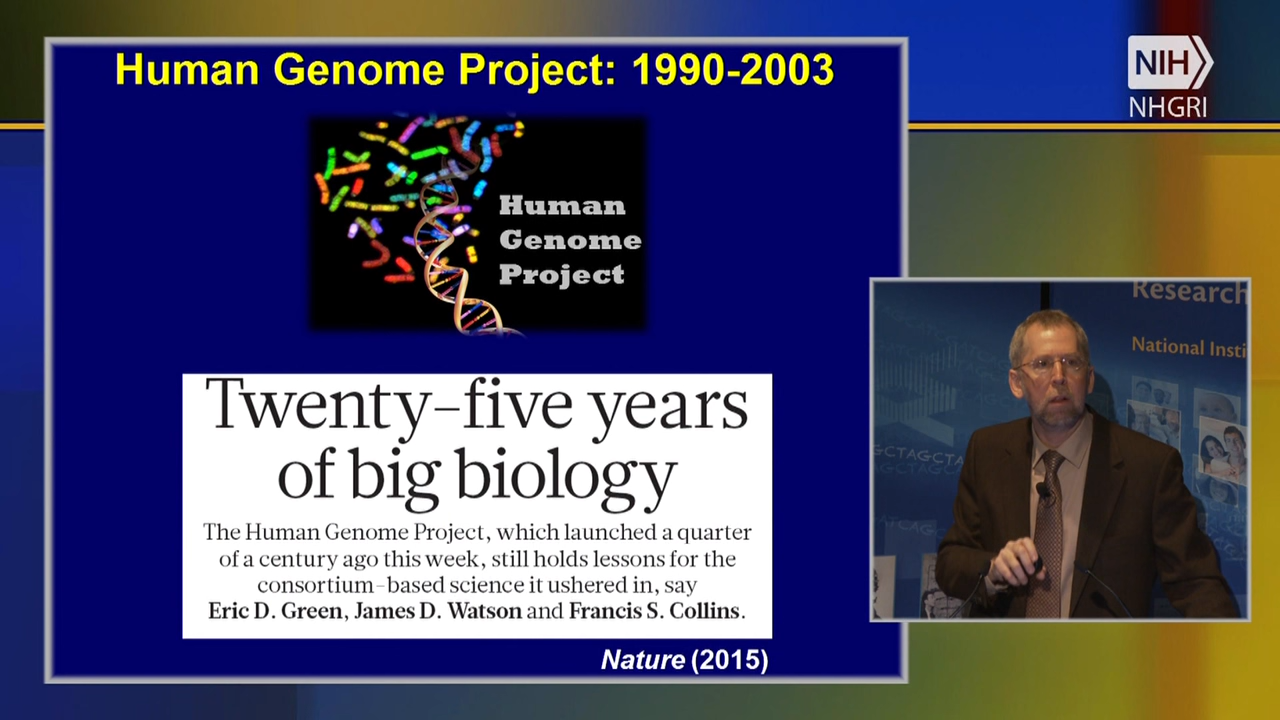 Human Genome Project: 1990-2003
NIH
NHGRI
Human
Genome
Project
Twenty-five years
of big biology
The Human Genome Project, which launched a quarter
of a century ago this week, still holds lessons for the
consortium-based science it ushered in, say
Eric D. Green, James D. Watson and Francis S. Collins.
Nature (2015)
Research
National Insti
GCTAGCTA